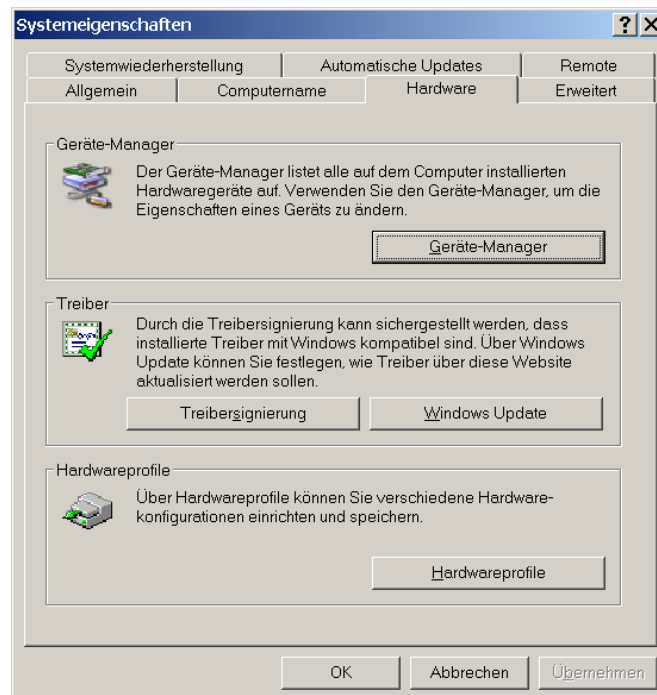 Systemeigenschaften
Systemwiederherstellung Automatische Updates Remote
Allgemein Computername Hardware Erweitert
Geräte-Manager
Der Geräte-Manager listet alle auf dem Computer installierten
Hardwaregeräte auf. Verwenden Sie den Geräte-Manager, um die
Eigenschaften eines Geräts zu ändern.
Geräte-Manager
Treiber
Durch die Treibersignierung kann sichergestellt werden, dass
installierte Treiber mit Windows kompatibel sind. Über Windows
Update können Sie festlegen, wie Treiber über diese Website
aktualisiert werden sollen.
Treibersignierung Windows Update
Hardwareprofile
Über Hardwareprofile können Sie verschiedene Hardware-
konfigurationen einrichten und speichern.
Hardwareprofile
OK Abbrechen Übernehmen